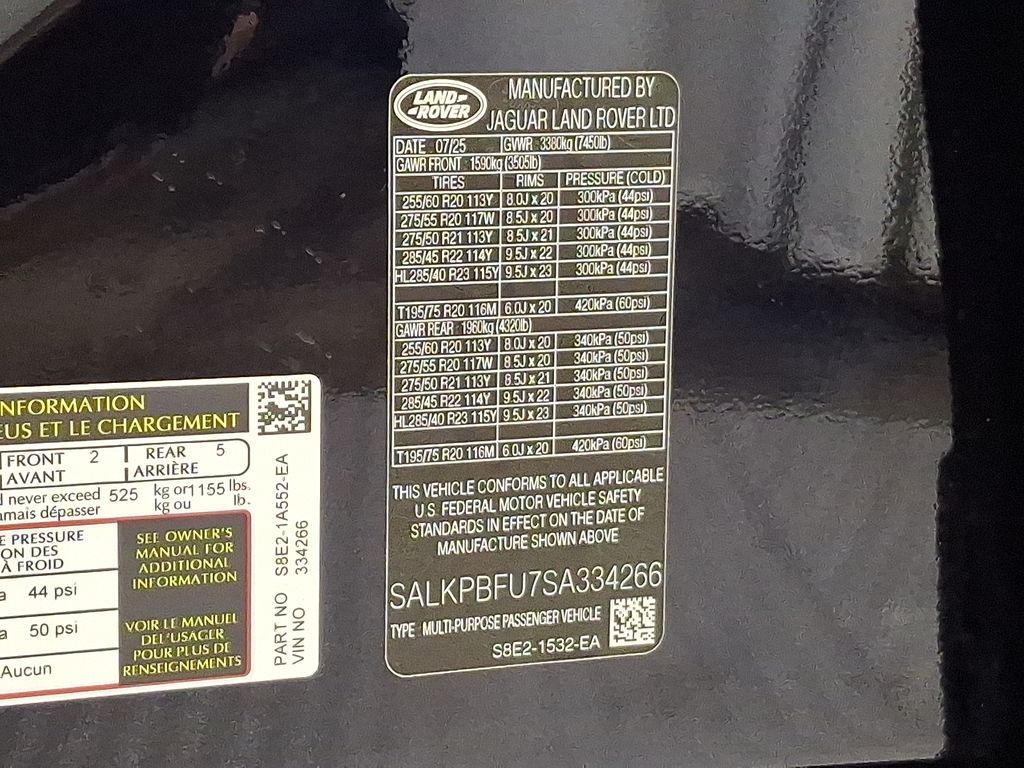 LAND ROVER
MANUFACTURED BY
JAGUAR LAND ROVER LTD
DATE 07/25 GVWR 3380kg (7450lb)
GAWR FRONT 1590kg (3505lb)
TIRES RIMS PRESSURE (COLD)
255/60 R20 113Y 8.0J x 20 300kPa (44psi)
275/55 R20 117W 8.5J x 20 300kPa (44psi)
275/50 R21 113Y 8.5J x 21 300kPa (44psi)
285/45 R22 114Y 9.5J x 22 300kPa (44psi)
HL285/40 R23 115Y 9.5J x 23 300kPa (44psi)
T195/75 R20 116M 6.0J x 20 420kPa (60psi)
GAWR REAR 1960kg (4320lb)
255/60 R20 113Y 8.0J x 20 340kPa (50psi)
275/55 R20 117W 8.5J x 20 340kPa (50psi)
275/50 R21 113Y 8.5J x 21 340kPa (50psi)
285/45 R22 114Y 9.5J x 22 340kPa (50psi)
HL285/40 R23 115Y 9.5J x 23 340kPa (50psi)
T195/75 R20 116M 6.0J x 20 420kPa (60psi)
THIS VEHICLE CONFORMS TO ALL APPLICABLE
U.S. FEDERAL MOTOR VEHICLE SAFETY
STANDARDS IN EFFECT ON THE DATE OF
MANUFACTURE SHOWN ABOVE
SALKPBFU7SA334266
TYPE MULTI-PURPOSE PASSENGER VEHICLE
S8E2-1532-EA
INFORMATION
ET LE CHARGEMENT
FRONT 2 REAR 5
AVANT ARRIÈRE
never exceed 525 kg or 1155 lbs.
jamais dépasser kg ou lb.
PRESSURE
DES
À FROID
44 psi
50 psi
Aucun
SEE OWNER'S
MANUAL FOR
ADDITIONAL
INFORMATION
VOIR LE MANUEL
DE L'USAGER
POUR PLUS DE
RENSEIGNEMENTS
PART NO S8E2-1A552-EA
VIN NO 334266